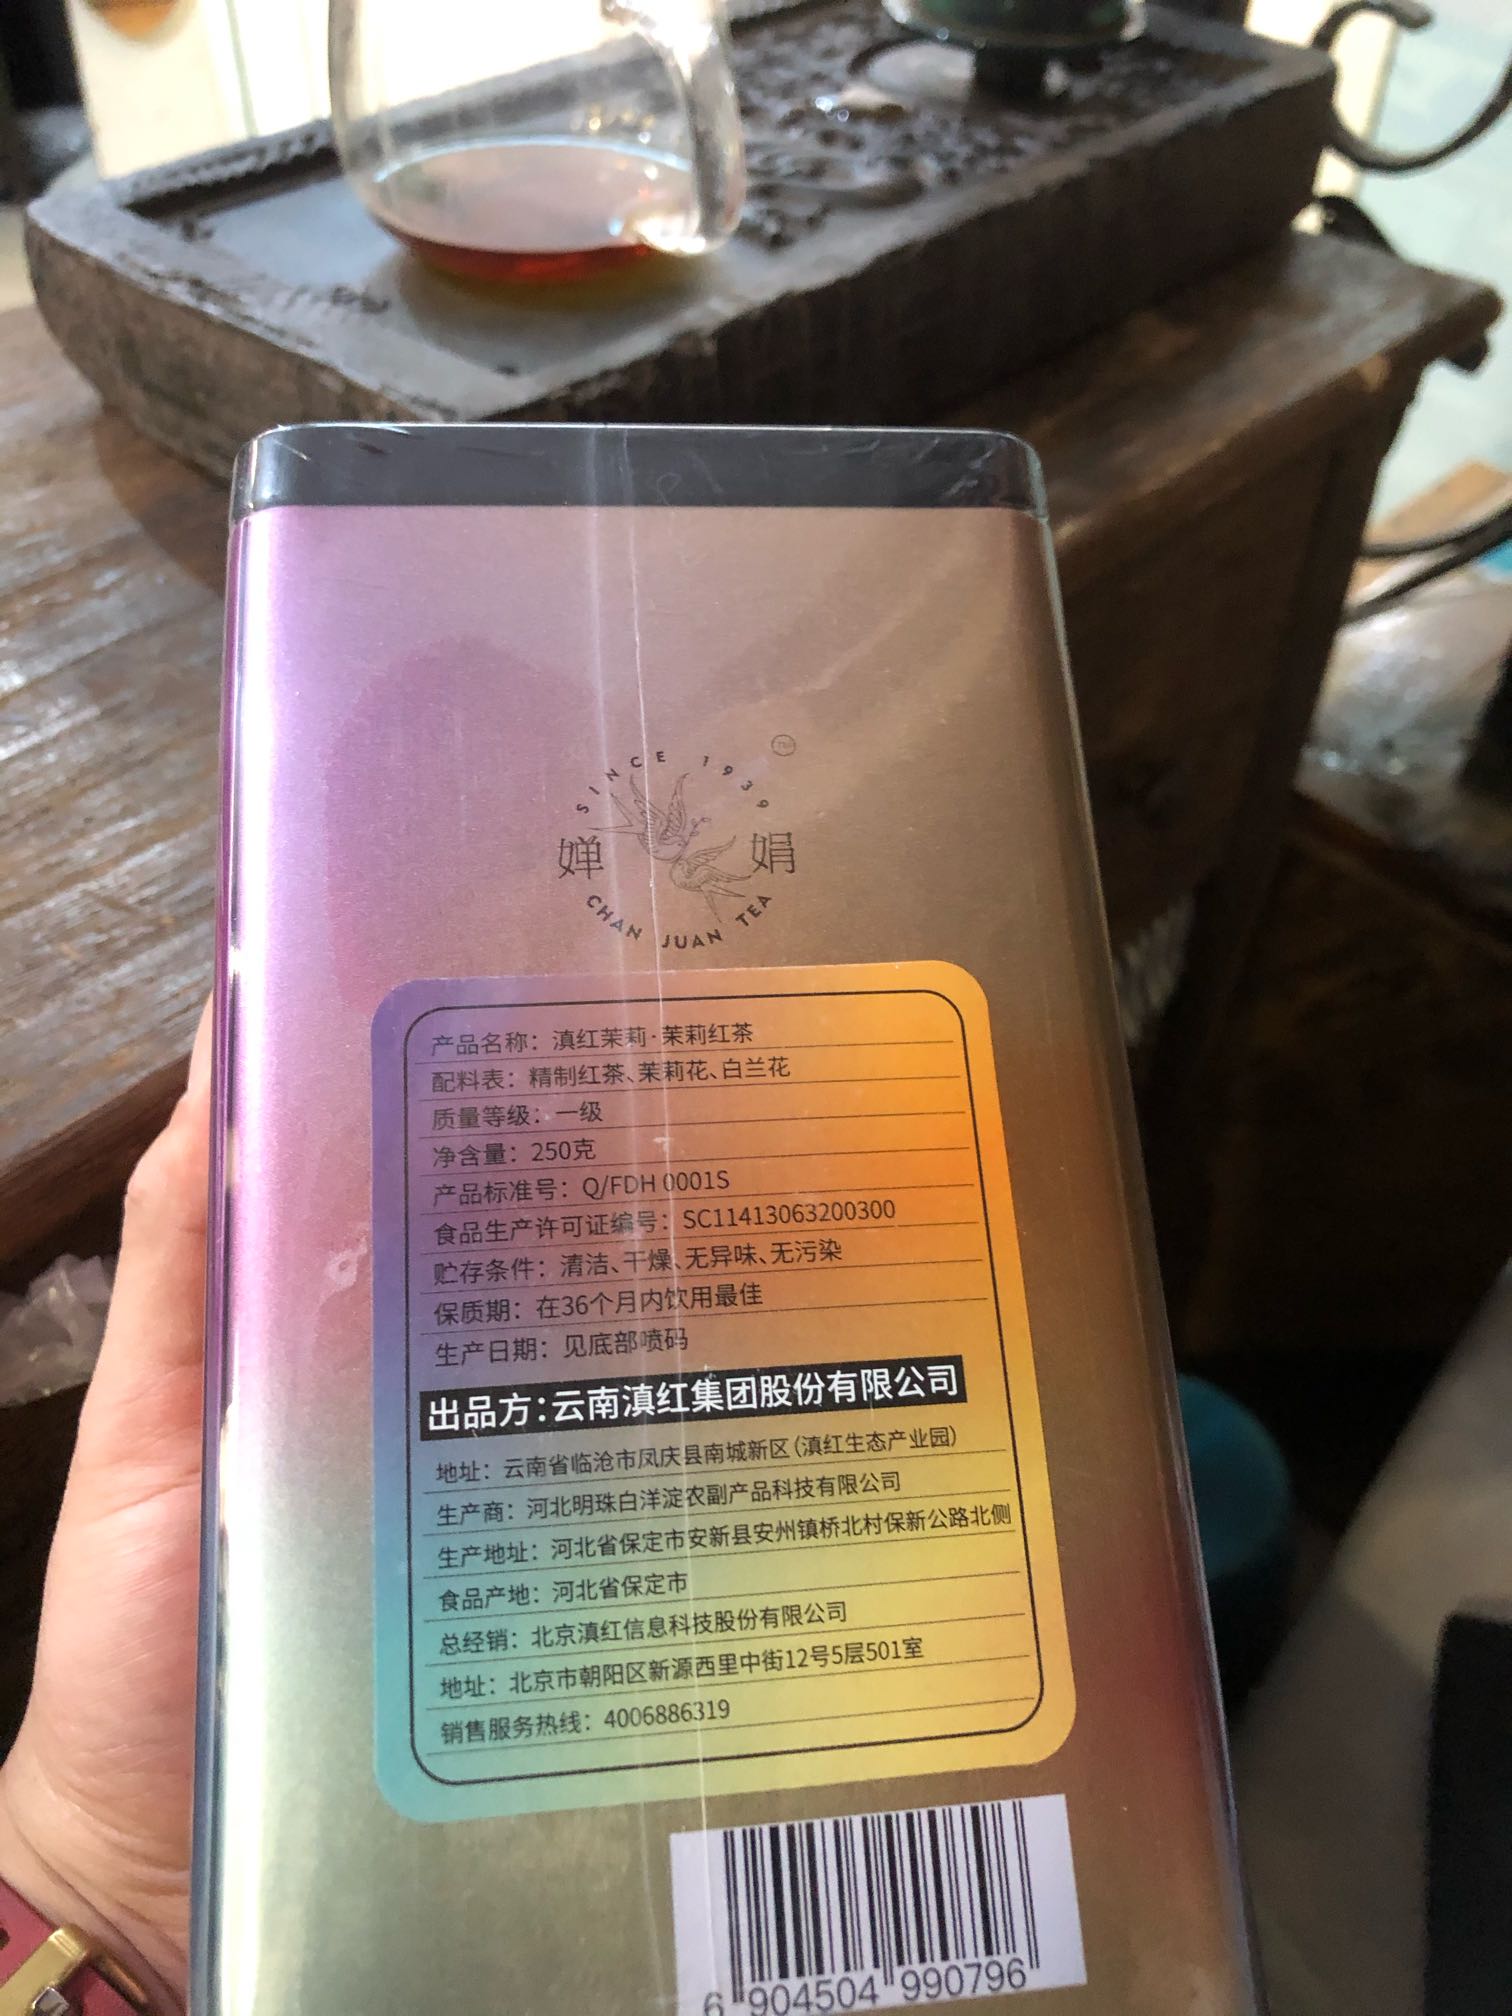 SINCE 1939
TM
婵 娟
CHAN JUAN TEA
产品名称：滇红茉莉·茉莉红茶
配料表：精制红茶、茉莉花、白兰花
质量等级：一级
净含量：250克
产品标准号：Q/FDH 0001S
食品生产许可证编号：SC11413063200300
贮存条件：清洁、干燥、无异味、无污染
保质期：在36个月内饮用最佳
生产日期：见底部喷码
出品方：云南滇红集团股份有限公司
地址：云南省临沧市凤庆县南城新区（滇红生态产业园）
生产商：河北明珠白洋淀农副产品科技有限公司
生产地址：河北省保定市安新县安州镇桥北村保新公路北侧
食品产地：河北省保定市
总经销：北京滇红信息科技股份有限公司
地址：北京市朝阳区新源西里中街12号5层501室
销售服务热线：4006886319
6 904504 990796